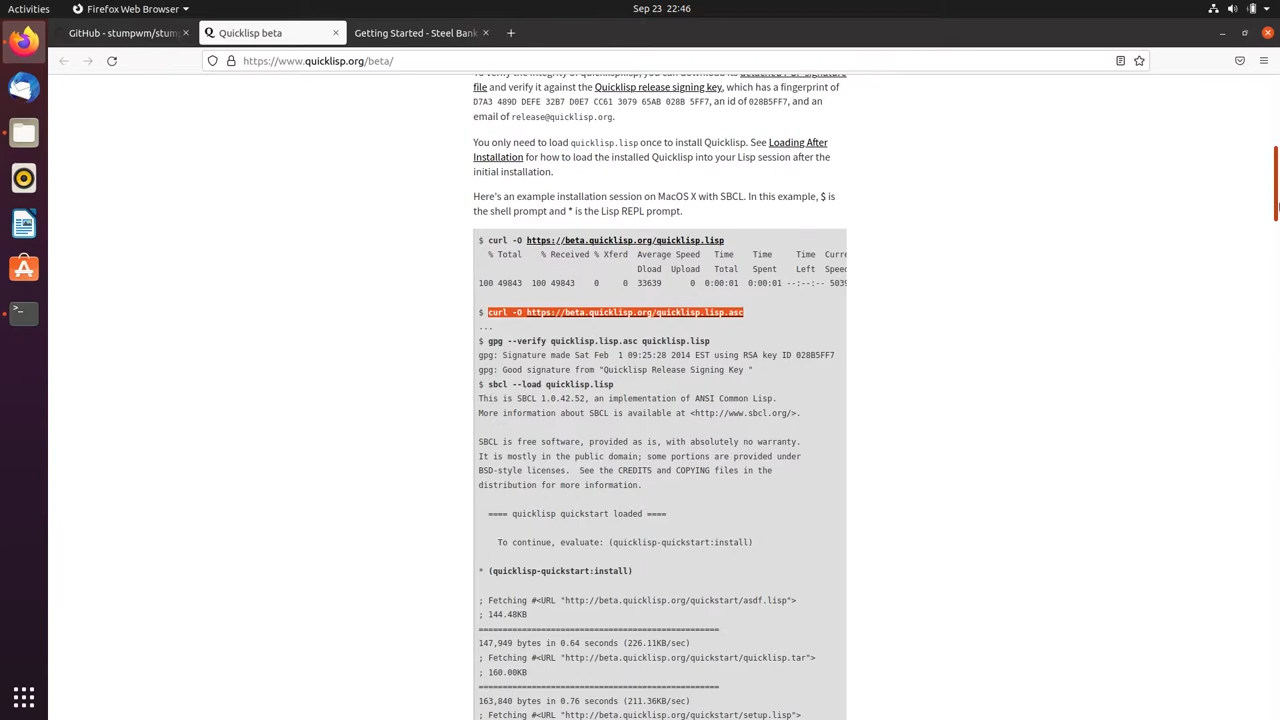 Activities
Firefox Web Browser
Sep 23 22:46
GitHub - stumpwm/stum
Quicklisp beta
Getting Started - Steel Bank
https://www.quicklisp.org/beta/
file and verify it against the Quicklisp release signing key, which has a fingerprint of
D7A3 489D DEFE 32B7 D0E7 CC61 3079 65AB 028B 5FF7, an id of 028B5FF7, and an
email of release@quicklisp.org.
You only need to load quicklisp.lisp once to install Quicklisp. See Loading After
Installation for how to load the installed Quicklisp into your Lisp session after the
initial installation.
Here's an example installation session on MacOS X with SBCL. In this example, $ is
the shell prompt and * is the Lisp REPL prompt.
$ curl -O https://beta.quicklisp.org/quicklisp.lisp
% Total % Received % Xferd Average Speed Time Time Time Curre
Dload Upload Total Spent Left Speed
100 49843 100 49843 0 0 33639 0 0:00:01 0:00:01 --:--:-- 5039
$ curl -O https://beta.quicklisp.org/quicklisp.lisp.asc
...
$ gpg --verify quicklisp.lisp.asc quicklisp.lisp
gpg: Signature made Sat Feb 1 09:25:28 2014 EST using RSA key ID 028B5FF7
gpg: Good signature from "Quicklisp Release Signing Key "
$ sbcl --load quicklisp.lisp
This is SBCL 1.0.42.52, an implementation of ANSI Common Lisp.
More information about SBCL is available at <http://www.sbcl.org/>.
SBCL is free software, provided as is, with absolutely no warranty.
It is mostly in the public domain; some portions are provided under
BSD-style licenses. See the CREDITS and COPYING files in the
distribution for more information.
==== quicklisp quickstart loaded ====
To continue, evaluate: (quicklisp-quickstart:install)
* (quicklisp-quickstart:install)
; Fetching #<URL "http://beta.quicklisp.org/quickstart/asdf.lisp">
; 144.48KB
==================================================
147,949 bytes in 0.64 seconds (226.11KB/sec)
; Fetching #<URL "http://beta.quicklisp.org/quickstart/quicklisp.tar">
; 160.00KB
==================================================
163,840 bytes in 0.76 seconds (211.36KB/sec)
; Fetching #<URL "http://beta.quicklisp.org/quickstart/setup.lisp">